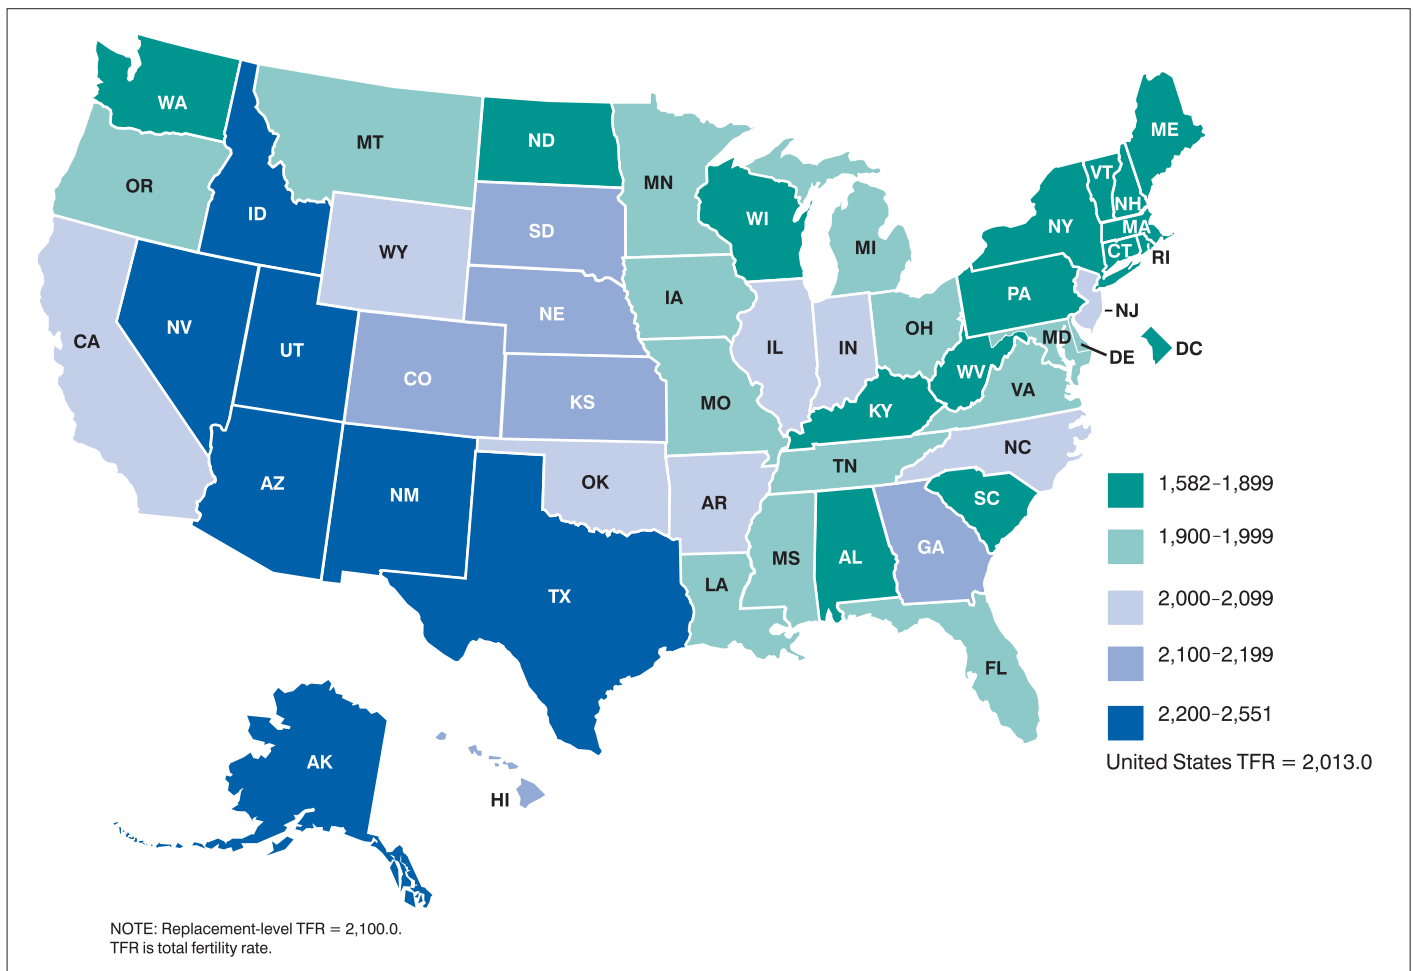 WA
ME
MT
ND
VT
MN
OR
NH
ID
WI
NY
MA
SD
MI
CT
WY
RI
PA
IA
NE
NJ
NV
OH
MD
CA
UT
IL
IN
DE
DC
CO
WV
KS
MO
VA
KY
NC
TN
AZ
OK
NM
AR
SC
GA
MS
AL
LA
TX
FL
AK
HI
1,582–1,899
1,900–1,999
2,000–2,099
2,100–2,199
2,200–2,551
United States TFR = 2,013.0
NOTE: Replacement-level TFR = 2,100.0.
TFR is total fertility rate.